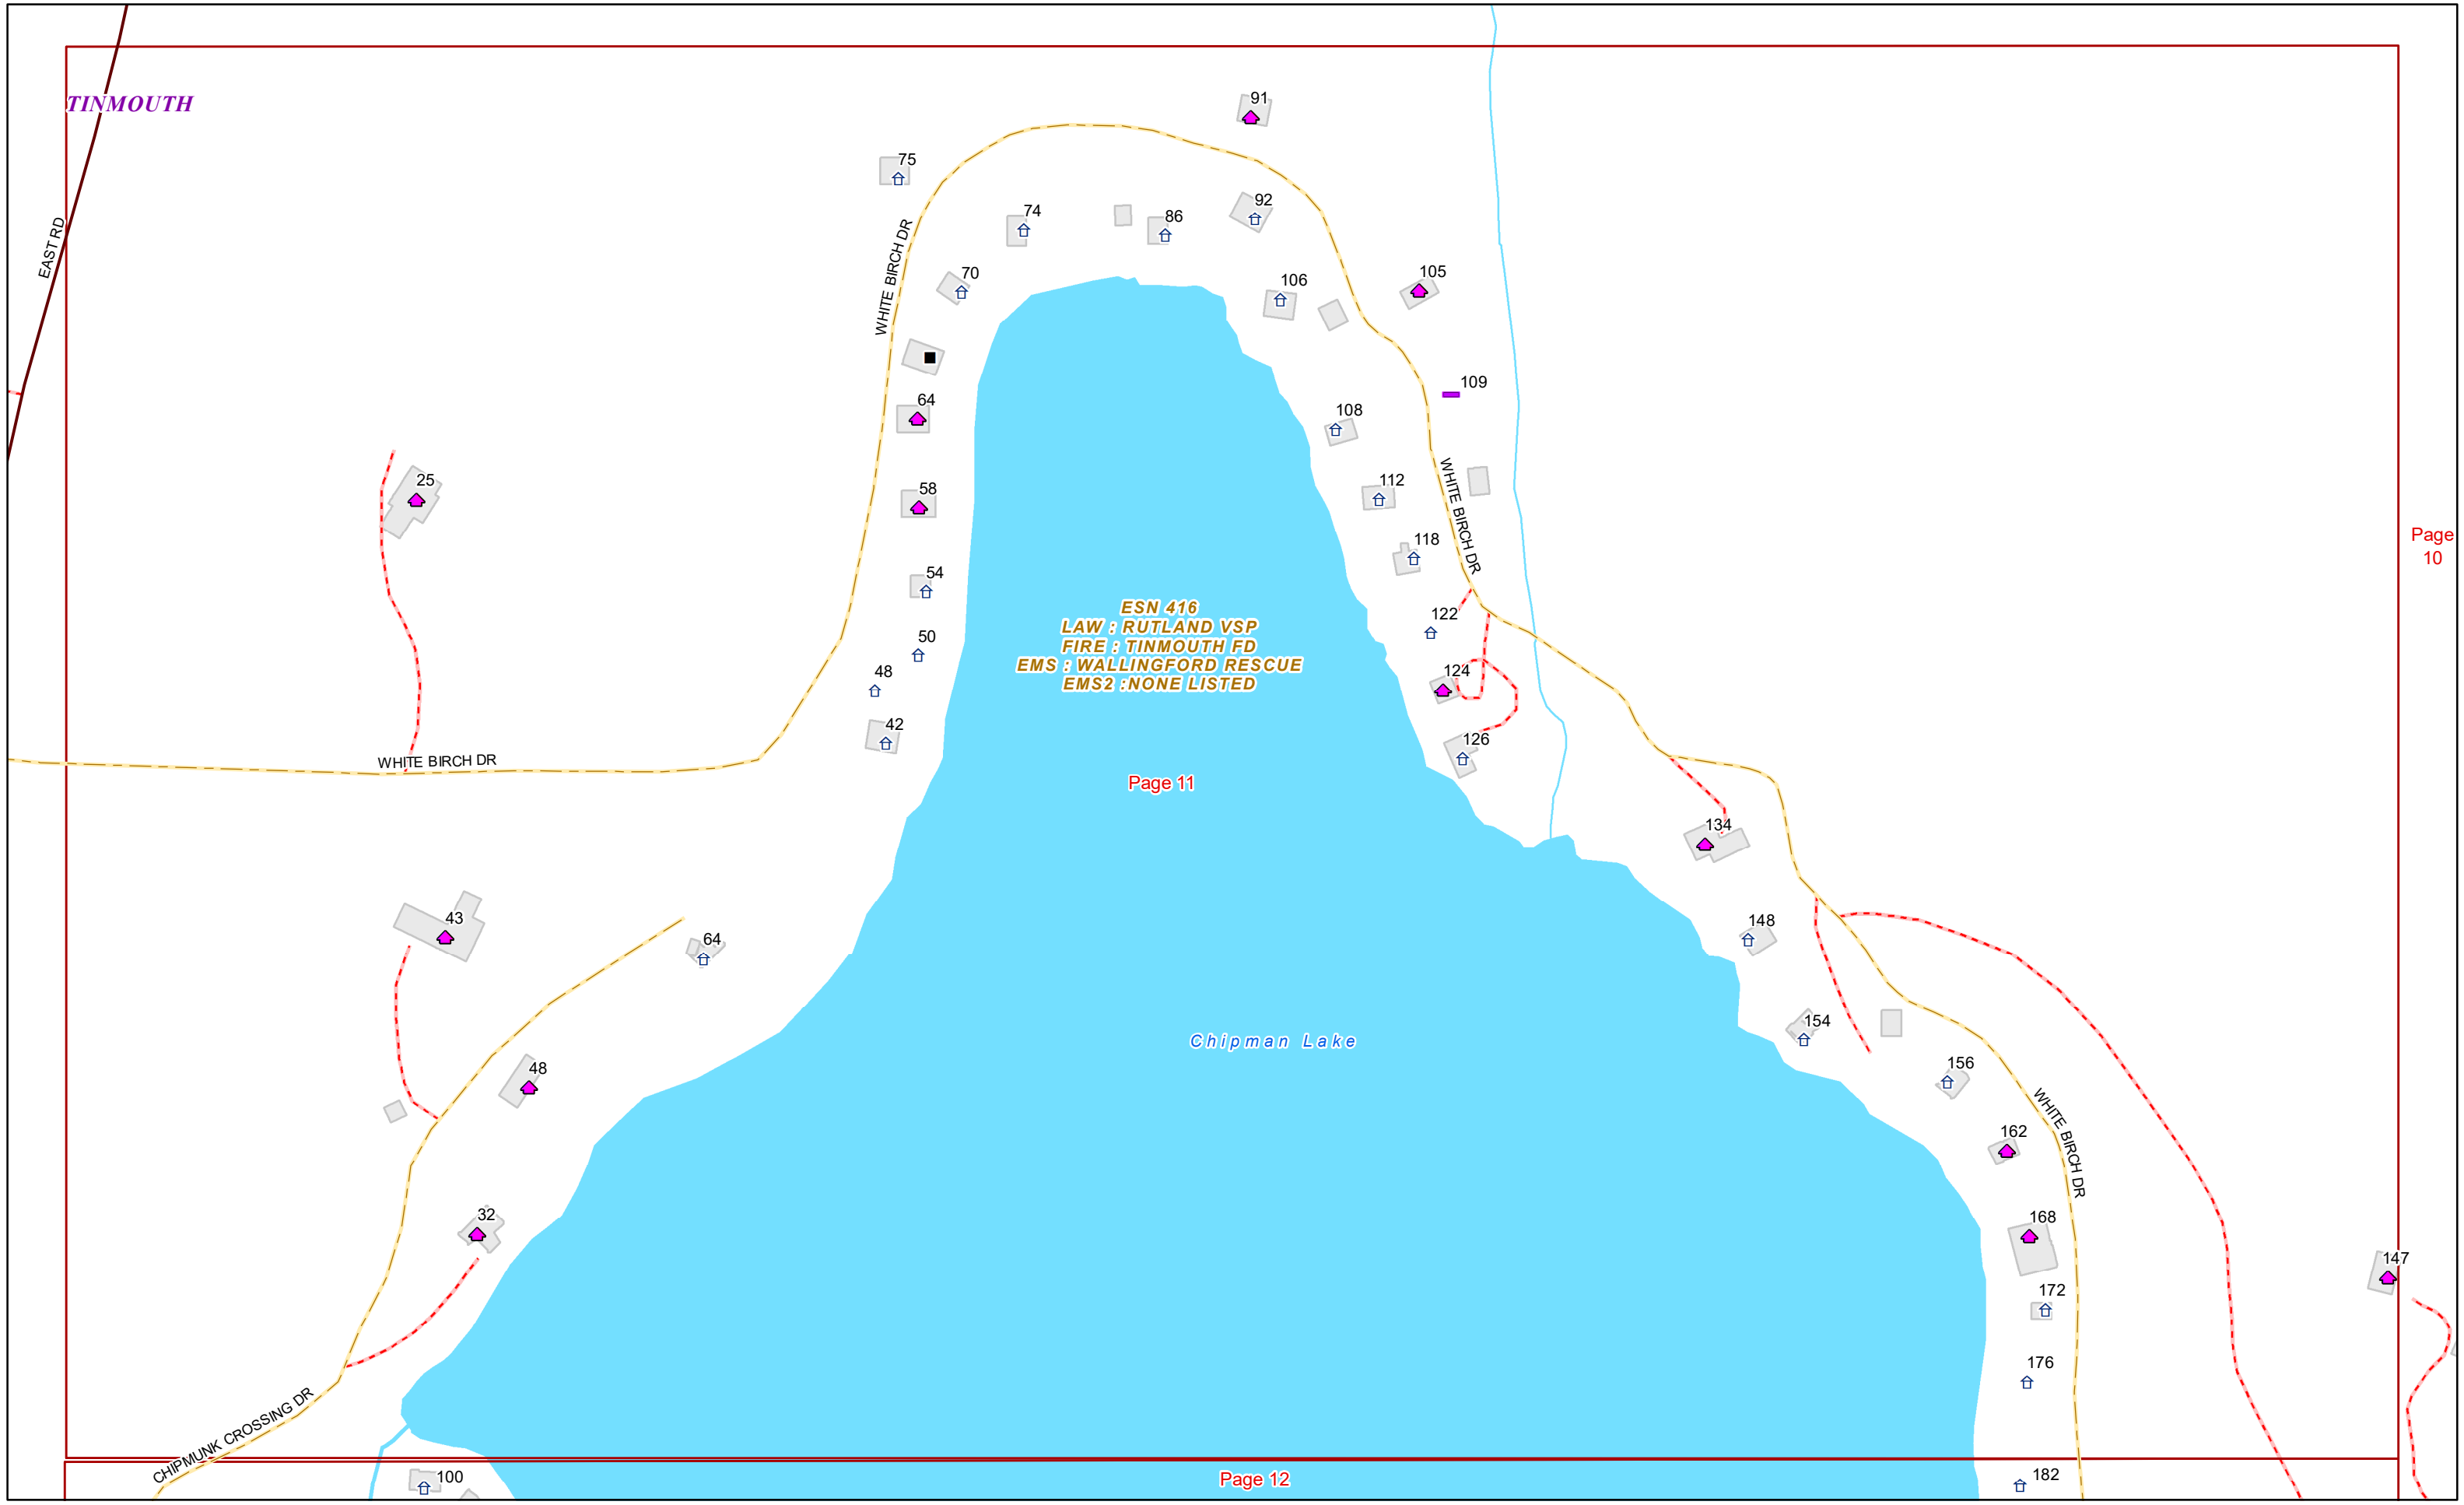 TINMOUTH
91
75
92
74
86
WHITE BIRCH DR
EAST RD
70
106
105
109
64
108
25
58
112
WHITE BIRCH DR
Page
10
118
54
ESN 416
LAW : RUTLAND VSP
FIRE : TINMOUTH FD
EMS : WALLINGFORD RESCUE
EMS2 :NONE LISTED
122
50
48
124
42
126
WHITE BIRCH DR
Page 11
134
43
148
64
154
Chipman Lake
156
48
WHITE BIRCH DR
162
32
168
147
172
176
CHIPMUNK CROSSING DR
100
Page 12
182